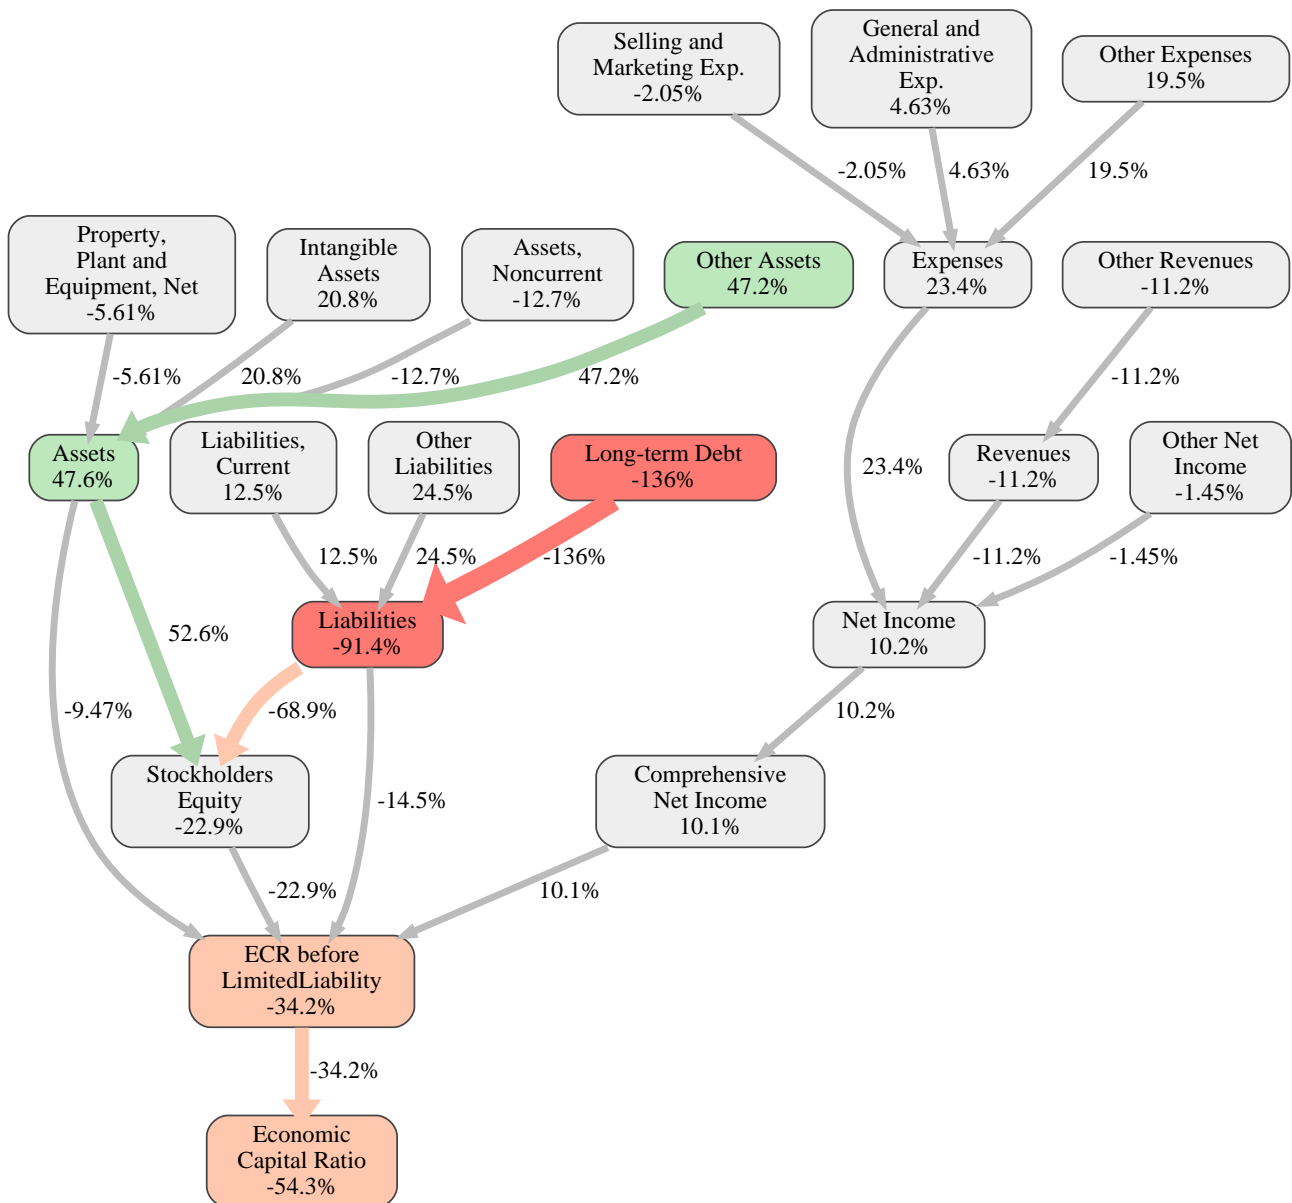 Selling and
Marketing Exp.
-2.05%
General and
Administrative
Exp.
4.63%
Other Expenses
19.5%
-2.05%
4.63%
19.5%
Property,
Plant and
Equipment, Net
-5.61%
Intangible
Assets
20.8%
Assets,
Noncurrent
-12.7%
Other Assets
47.2%
Expenses
23.4%
Other Revenues
-11.2%
-5.61%
20.8%
-12.7%
47.2%
-11.2%
Assets
47.6%
Liabilities,
Current
12.5%
Other
Liabilities
24.5%
Long-term Debt
-136%
23.4%
Revenues
-11.2%
Other Net
Income
-1.45%
12.5%
24.5%
-136%
-11.2%
-1.45%
Liabilities
-91.4%
Net Income
10.2%
52.6%
-9.47%
-68.9%
10.2%
Stockholders
Equity
-22.9%
-14.5%
Comprehensive
Net Income
10.1%
-22.9%
10.1%
ECR before
LimitedLiability
-34.2%
-34.2%
Economic
Capital Ratio
-54.3%